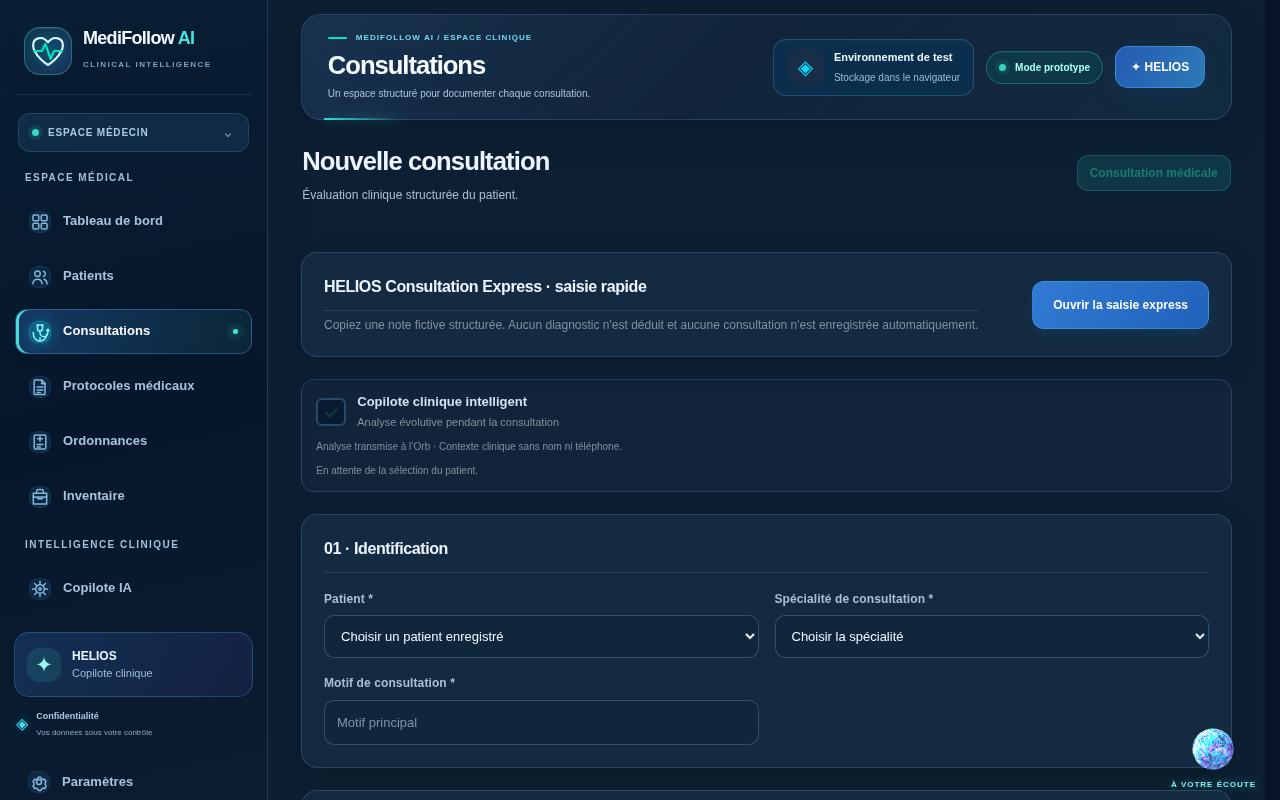 MediFollow AI
CLINICAL INTELLIGENCE
ESPACE MÉDECIN
ESPACE MÉDICAL
Tableau de bord
Patients
Consultations
Protocoles médicaux
Ordonnances
Inventaire
INTELLIGENCE CLINIQUE
Copilote IA
HELIOS
Copilote clinique
Confidentialité
Vos données sous votre contrôle
Paramètres
MEDIFOLLOW AI / ESPACE CLINIQUE
Consultations
Un espace structuré pour documenter chaque consultation.
Environnement de test
Stockage dans le navigateur
Mode prototype
✦ HELIOS
Nouvelle consultation
Évaluation clinique structurée du patient.
Consultation médicale
HELIOS Consultation Express · saisie rapide
Copiez une note fictive structurée. Aucun diagnostic n'est déduit et aucune consultation n'est enregistrée automatiquement.
Ouvrir la saisie express
Copilote clinique intelligent
Analyse évolutive pendant la consultation
Analyse transmise à l'Orb · Contexte clinique sans nom ni téléphone.
En attente de la sélection du patient.
01 · Identification
Patient *
Spécialité de consultation *
Choisir un patient enregistré
Choisir la spécialité
Motif de consultation *
Motif principal
À VOTRE ÉCOUTE